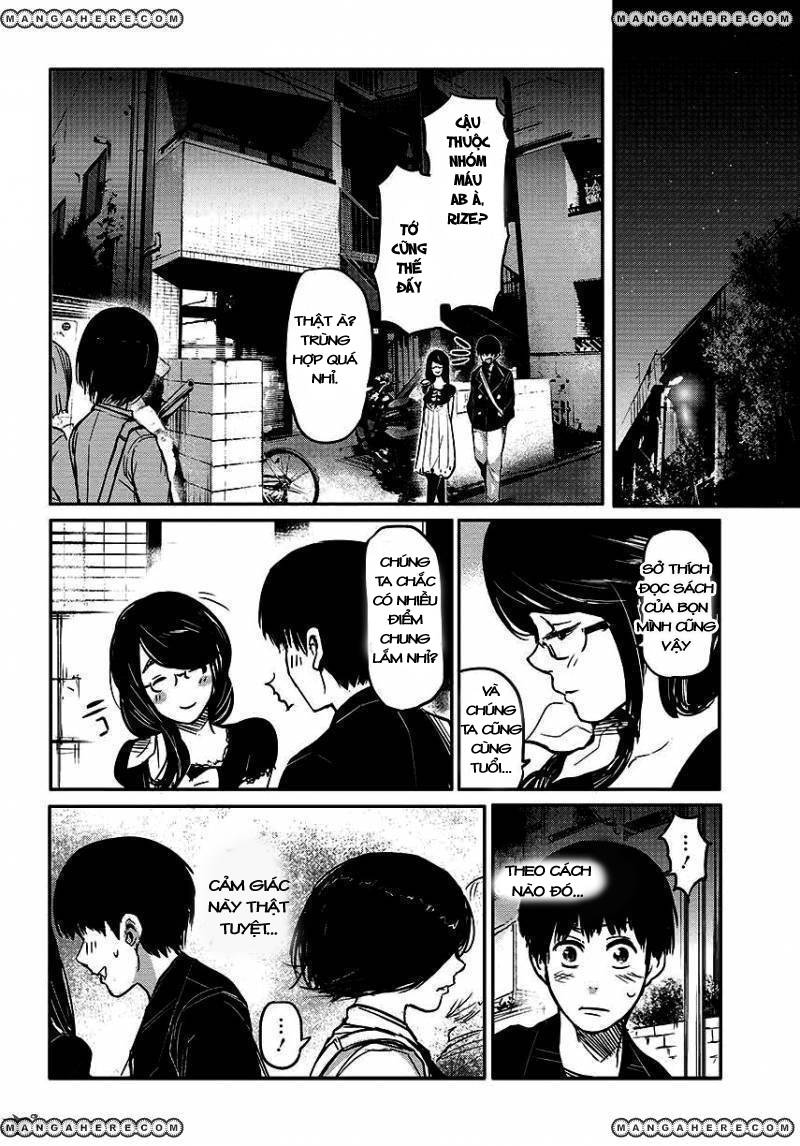 MANGAHERE.COM
MANGAHERE.COM
CẬU
THUỘC
NHÓM
MÁU
AB À,
RIZE?
TỚ
CŨNG
THẾ
ĐẤY
THẬT À?
TRÙNG
HỢP QUÁ
NHỈ.
SỞ THÍCH
ĐỌC SÁCH
CỦA BỌN
MÌNH CŨNG
VẬY
VÀ
CHÚNG
TA CŨNG
CÙNG
TUỔI...
CHÚNG
TA CHẮC
CÓ NHIỀU
ĐIỂM
CHUNG
LẮM NHỈ?
...!
THEO CÁCH
NÀO ĐÓ...
CẢM GIÁC
NÀY THẬT
TUYỆT...
...!
MANGAHERE.COM
MANGAHERE.COM